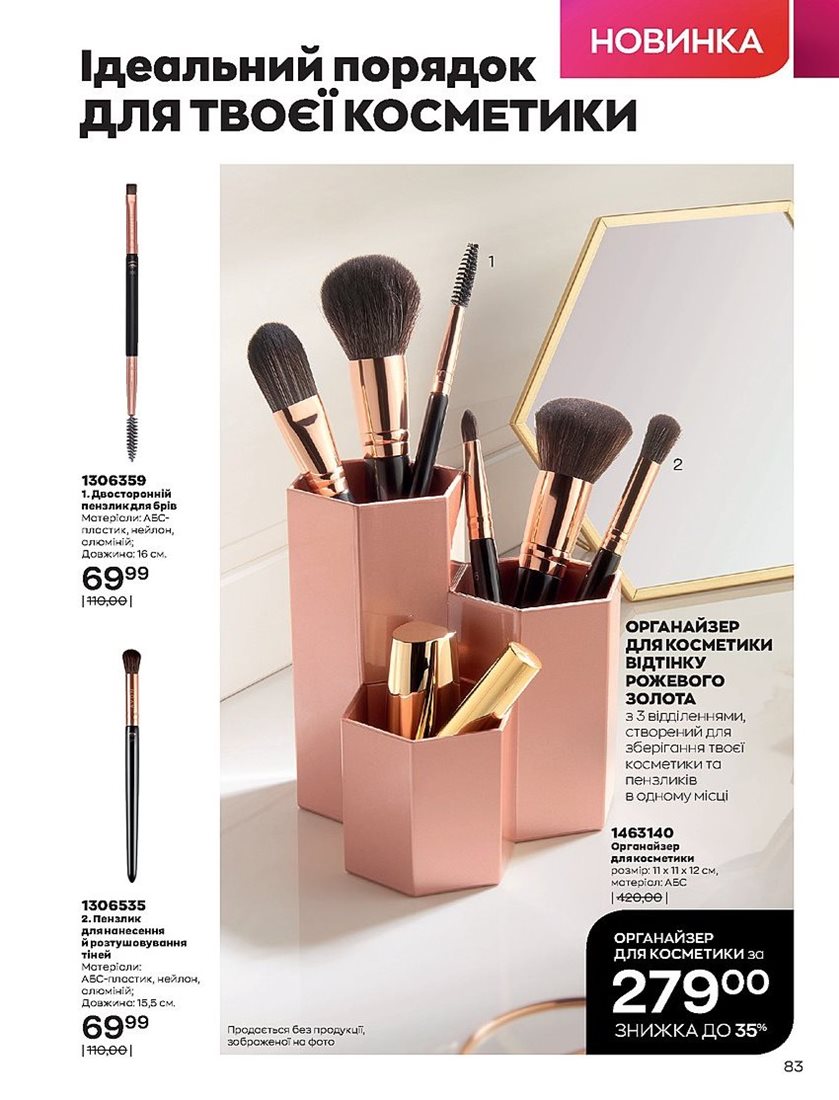 НОВИНКА
Ідеальний порядок
ДЛЯ ТВОЄЇ КОСМЕТИКИ
1
2
1306359
1. Двосторонній
пензлик для брів
Матеріали: АБС-
пластик, нейлон,
алюміній;
Довжина: 16 см.
69⁹⁹
|110,00|
1306535
2. Пензлик
для нанесення
й розтушовування
тіней
Матеріали:
АБС-пластик, нейлон,
алюміній;
Довжина: 15,5 см.
69⁹⁹
|110,00|
ОРГАНАЙЗЕР
ДЛЯ КОСМЕТИКИ
ВІДТІНКУ
РОЖЕВОГО
ЗОЛОТА
з 3 відділеннями,
створений для
зберігання твоєї
косметики та
пензликів
в одному місці
1463140
Органайзер
для косметики
розмір: 11 x 11 x 12 см,
матеріал: АБС
|420,00|
ОРГАНАЙЗЕР
ДЛЯ КОСМЕТИКИ за
279⁰⁰
ЗНИЖКА ДО 35%
Продається без продукції,
зображеної на фото
83